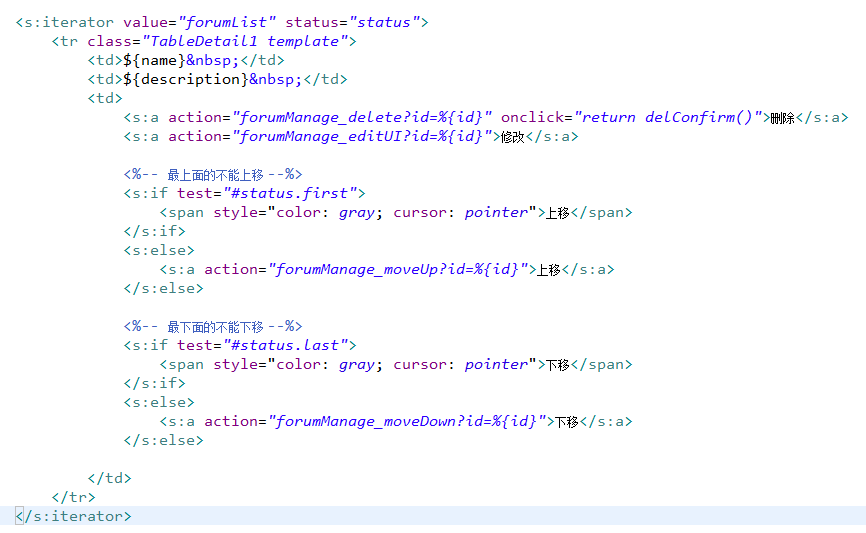 <s:iterator value="forumList" status="status">
<tr class="TableDetail1 template">
<td>${name}&nbsp;</td>
<td>${description}&nbsp;</td>
<td>
<s:a action="forumManage_delete?id=%{id}" onclick="return delConfirm()">删除</s:a>
<s:a action="forumManage_editUI?id=%{id}">修改</s:a>
<%-- 最上面的不能上移 --%>
<s:if test="#status.first">
<span style="color: gray; cursor: pointer">上移</span>
</s:if>
<s:else>
<s:a action="forumManage_moveUp?id=%{id}">上移</s:a>
</s:else>
<%-- 最下面的不能下移 --%>
<s:if test="#status.last">
<span style="color: gray; cursor: pointer">下移</span>
</s:if>
<s:else>
<s:a action="forumManage_moveDown?id=%{id}">下移</s:a>
</s:else>
</td>
</tr>
</s:iterator>